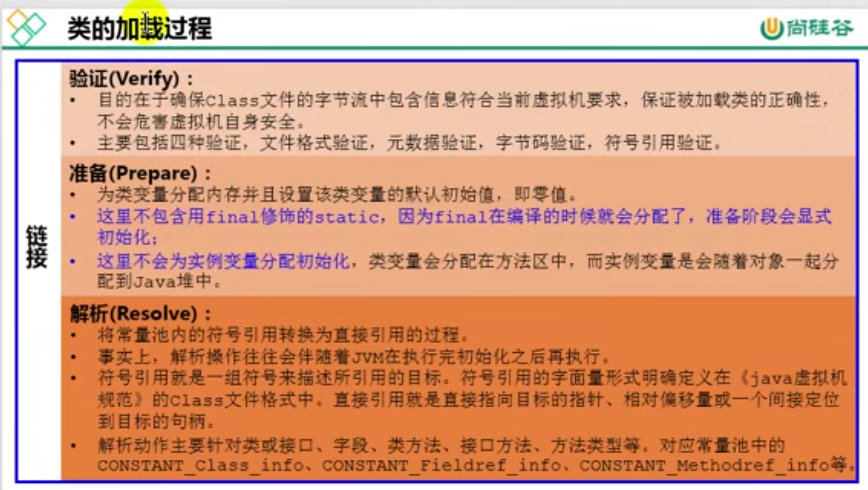 类的加载过程
尚硅谷
链接
验证(Verify)：
• 目的在于确保Class文件的字节流中包含信息符合当前虚拟机要求，保证被加载类的正确性，
不会危害虚拟机自身安全。
• 主要包括四种验证，文件格式验证，元数据验证，字节码验证，符号引用验证。
准备(Prepare)：
• 为类变量分配内存并且设置该类变量的默认初始值，即零值。
• 这里不包含用final修饰的static，因为final在编译的时候就会分配了，准备阶段会显式
初始化；
• 这里不会为实例变量分配初始化，类变量会分配在方法区中，而实例变量是会随着对象一起分
配到Java堆中。
解析(Resolve)：
• 将常量池内的符号引用转换为直接引用的过程。
• 事实上，解析操作往往会伴随着JVM在执行完初始化之后再执行。
• 符号引用就是一组符号来描述所引用的目标。符号引用的字面量形式明确定义在《java虚拟机
规范》的Class文件格式中。直接引用就是直接指向目标的指针、相对偏移量或一个间接定位
到目标的句柄。
• 解析动作主要针对类或接口、字段、类方法、接口方法、方法类型等。对应常量池中的
CONSTANT_Class_info、CONSTANT_Fieldref_info、CONSTANT_Methodref_info等。